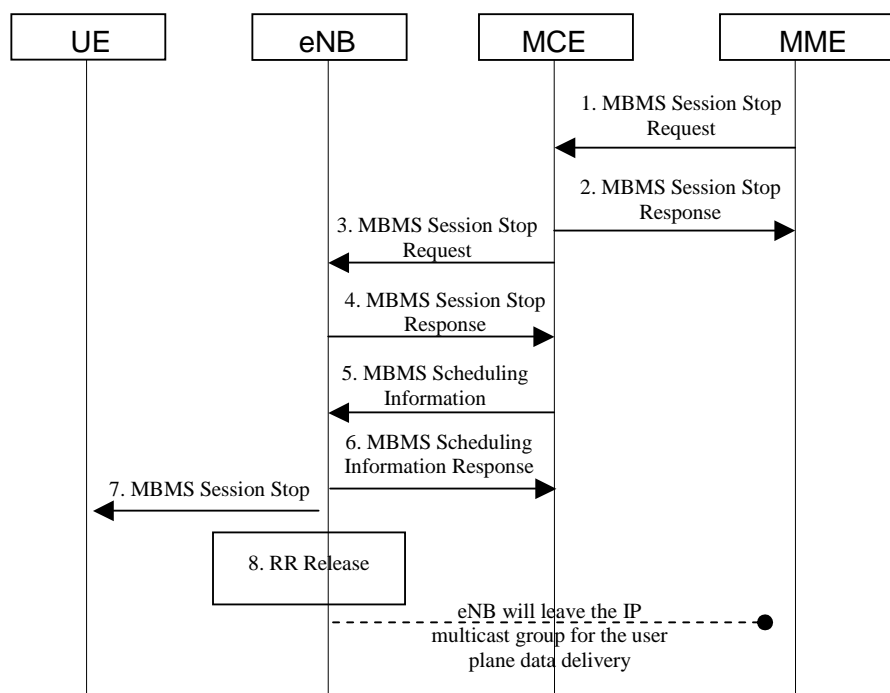 UE
eNB
MCE
MME
1. MBMS Session Stop
Request
2. MBMS Session Stop
Response
3. MBMS Session Stop
Request
4. MBMS Session Stop
Response
5. MBMS Scheduling
Information
6. MBMS Scheduling
Information Response
7. MBMS Session Stop
8. RR Release
eNB will leave the IP
multicast group for the user
plane data delivery